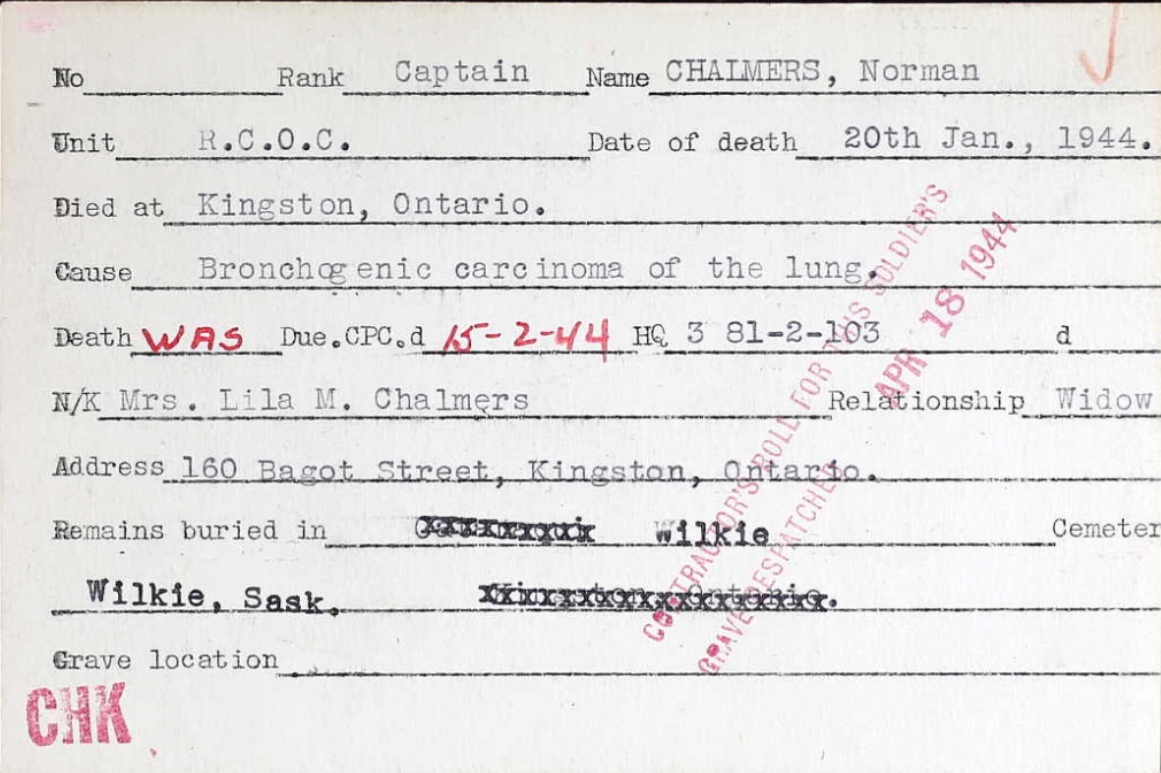 No Rank Captain Name CHALMERS, Norman
Unit R.C.O.C. Date of death 20th Jan., 1944.
Died at Kingston, Ontario.
Cause Bronchogenic carcinoma of the lung.
Death WAS Due.CPC.d 15-2-44 HQ 3 81-2-103 d
N/K Mrs. Lila M. Chalmers Relationship Widow
Address 160 Bagot Street, Kingston, Ontario.
Remains buried in Wilkie Cemeter
Wilkie, Sask.
Grave location
CHK
CONTRACTOR'S ROLL FOR THIS SOLDIER'S
GRAVE DESPATCHED
APR 18 1944